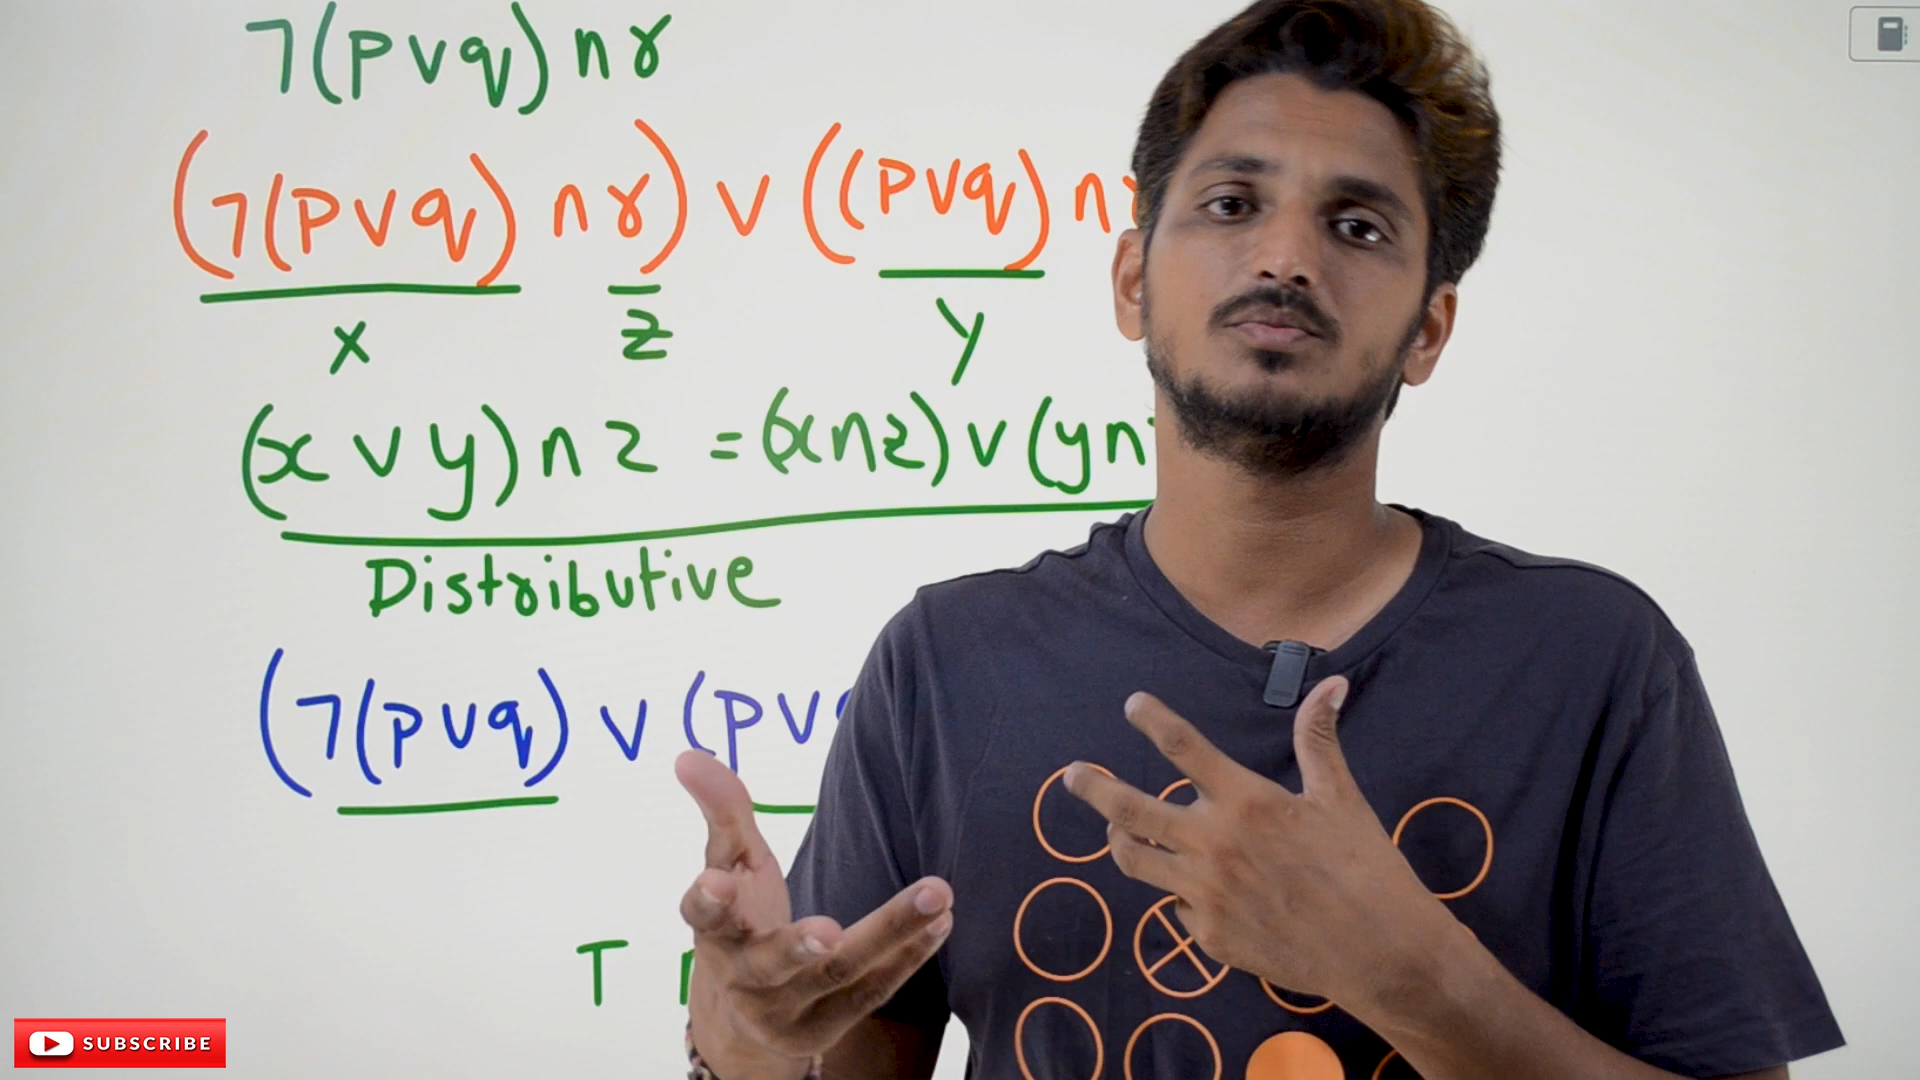 ¬(p∨q)∧r
(¬(p∨q)∧r)∨((p∨q)∧
x z y
(x∨y)∧z=(x∧z)∨(y∧
Distributive
(¬(p∨q)∨(p∨
T
SUBSCRIBE